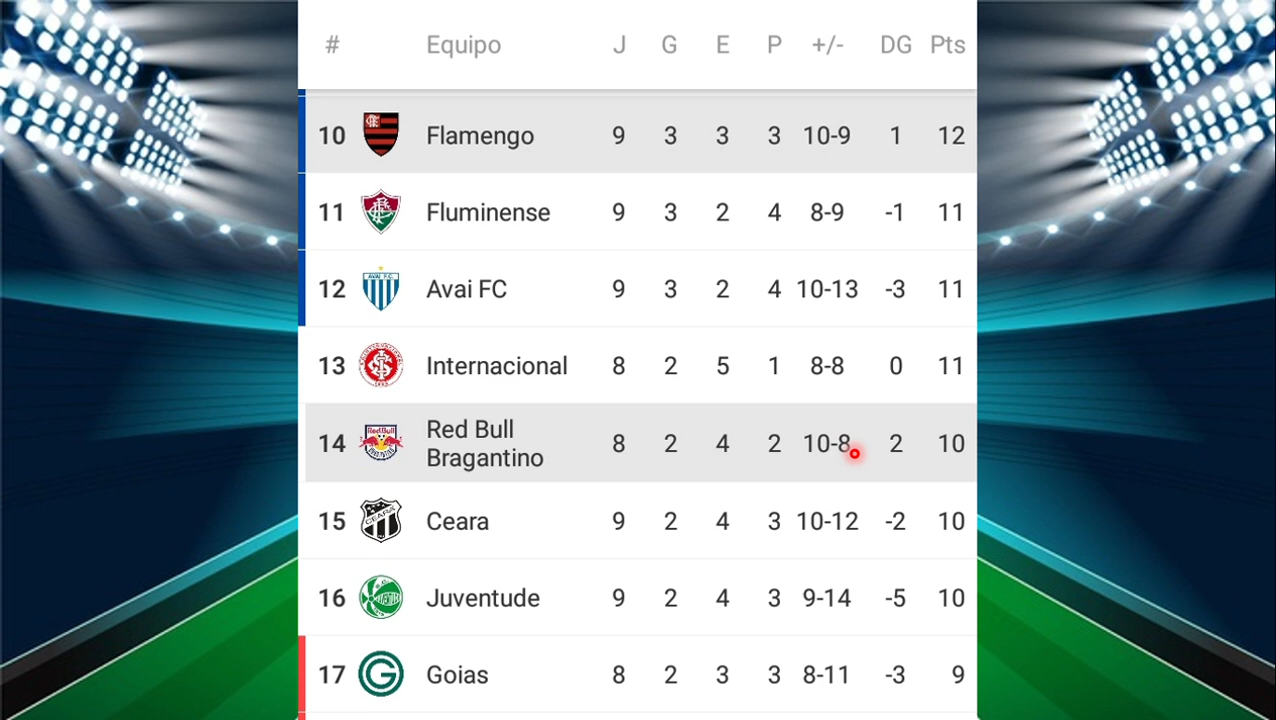 # Equipo J G E P +/- DG Pts
10 Flamengo 9 3 3 3 10-9 1 12
11 Fluminense 9 3 2 4 8-9 -1 11
AVAI F.C.
12 Avai FC 9 3 2 4 10-13 -3 11
13 Internacional 8 2 5 1 8-8 0 11
Red Bull
14 Red Bull Bragantino 8 2 4 2 10-8 2 10
CEARÁ
15 Ceara 9 2 4 3 10-12 -2 10
16 Juventude 9 2 4 3 9-14 -5 10
17 Goias 8 2 3 3 8-11 -3 9